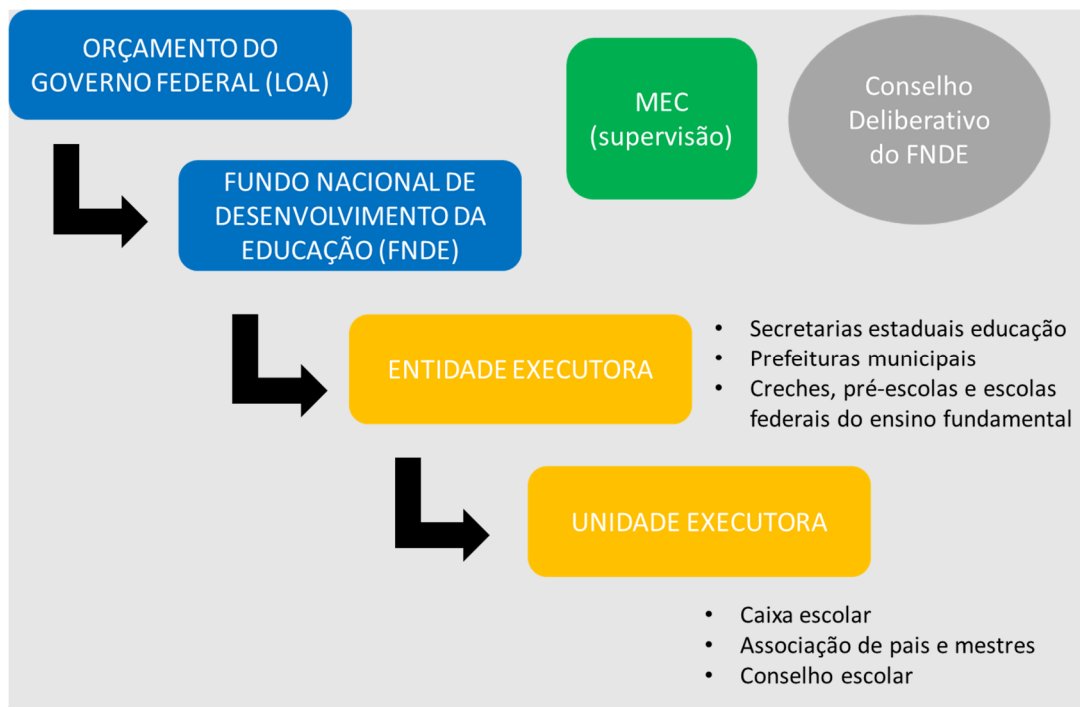 ORÇAMENTO DO
GOVERNO FEDERAL (LOA)
MEC
(supervisão)
Conselho
Deliberativo
do FNDE
FUNDO NACIONAL DE
DESENVOLVIMENTO DA
EDUCAÇÃO (FNDE)
ENTIDADE EXECUTORA
• Secretarias estaduais educação
• Prefeituras municipais
• Creches, pré-escolas e escolas
federais do ensino fundamental
UNIDADE EXECUTORA
• Caixa escolar
• Associação de pais e mestres
• Conselho escolar